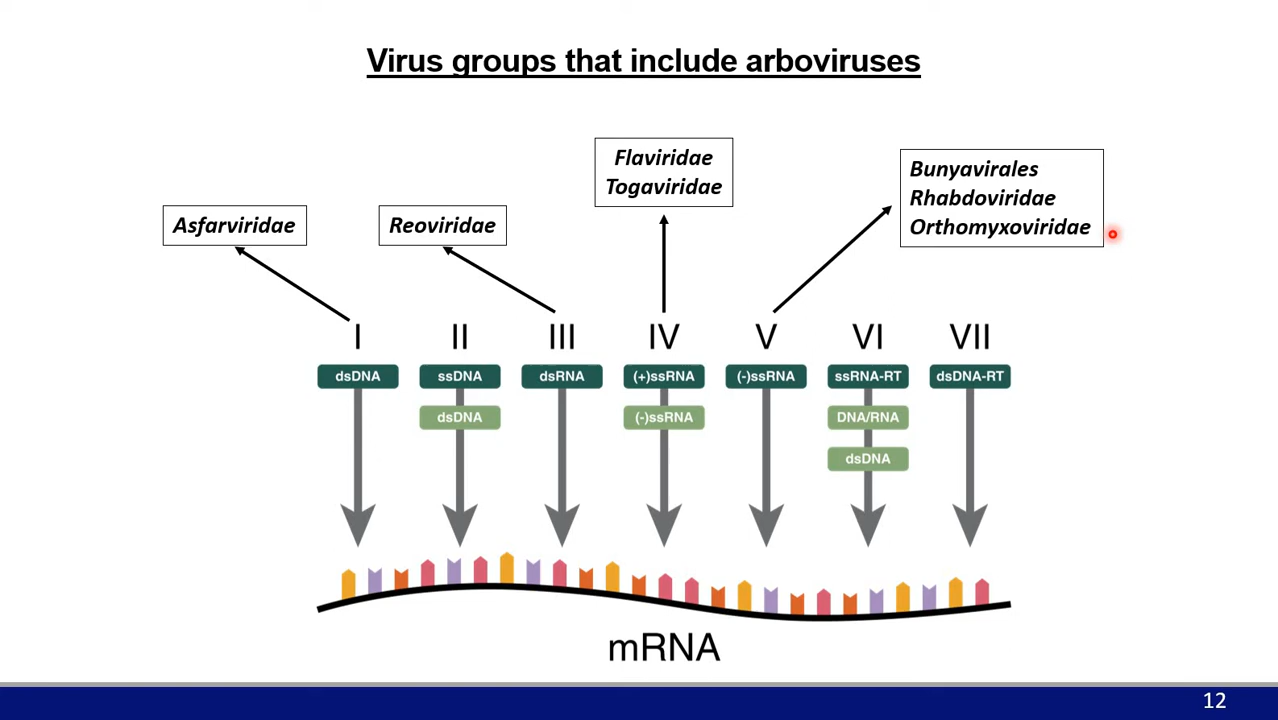 Virus groups that include arboviruses
Asfarviridae
Reoviridae
Flaviridae
Togaviridae
Bunyavirales
Rhabdoviridae
Orthomyxoviridae
I II III IV V VI VII
dsDNA ssDNA dsRNA (+)ssRNA (-)ssRNA ssRNA-RT dsDNA-RT
dsDNA (-)ssRNA DNA/RNA
dsDNA
mRNA
12